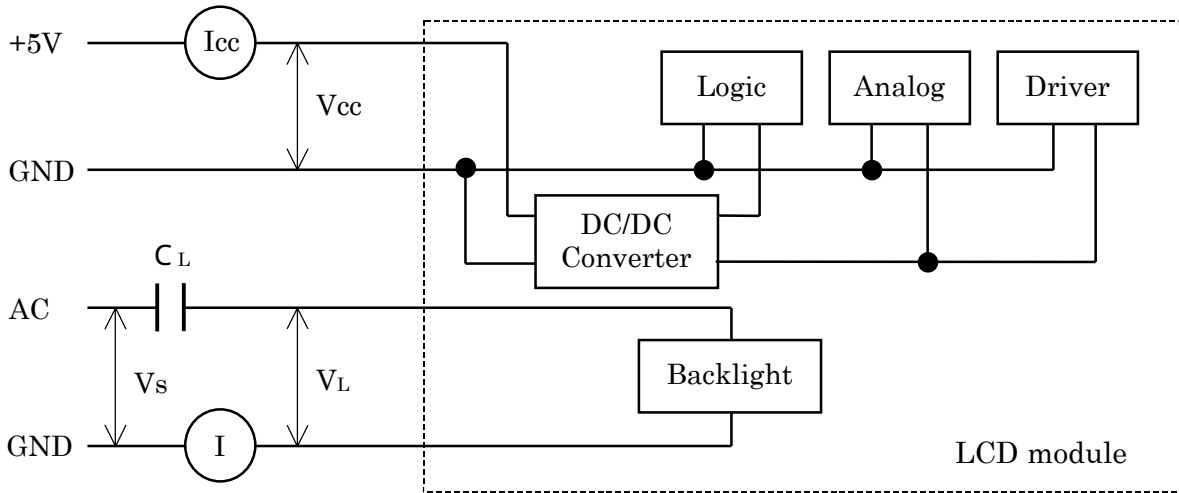 +5V
Icc
Vcc
GND
Logic
Analog
Driver
DC/DC
Converter
CL
AC
Vs
VL
Backlight
GND
I
LCD module